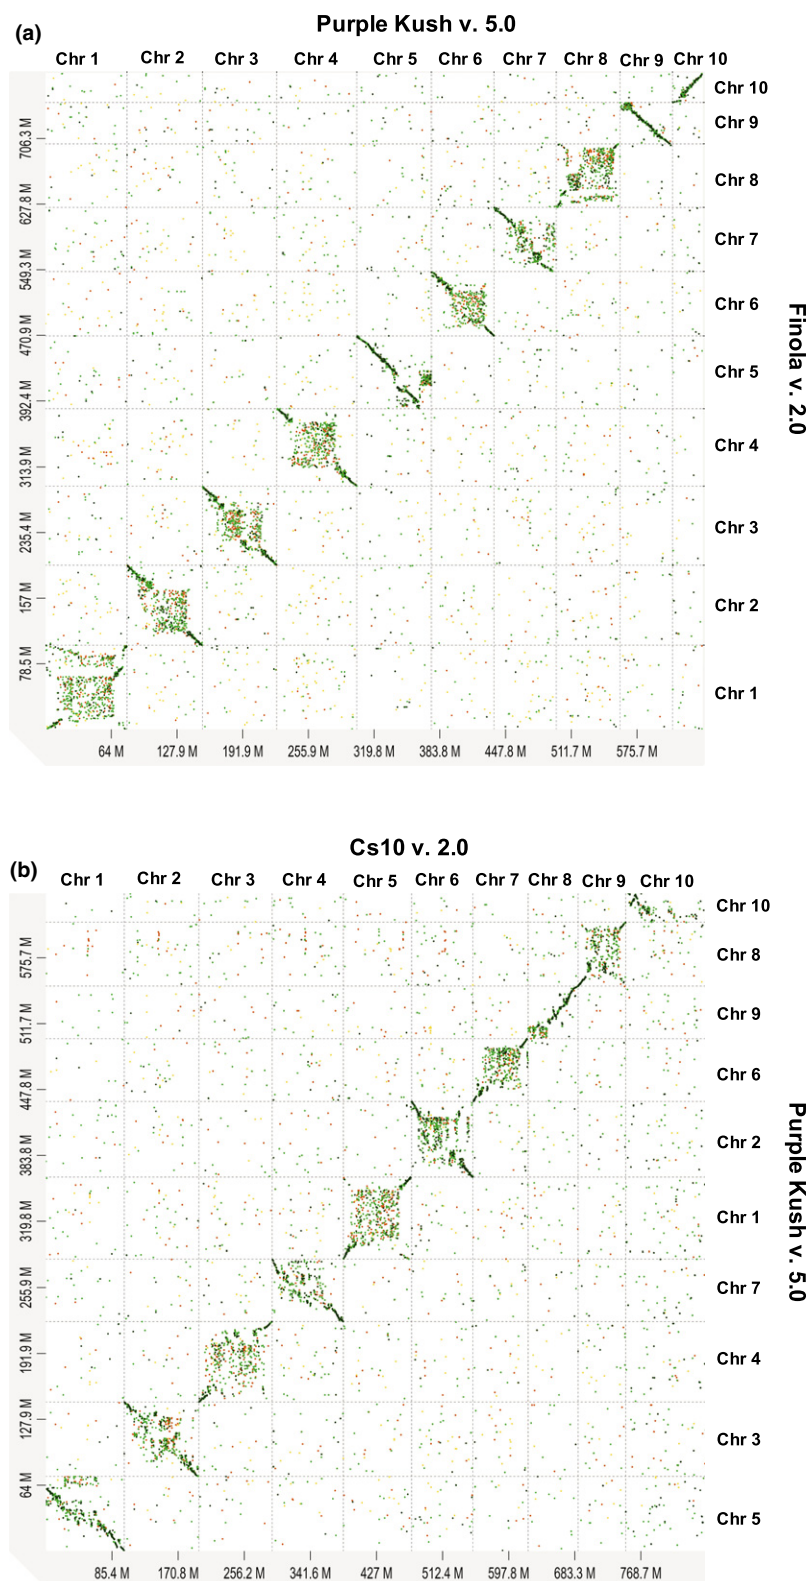 (a)
Purple Kush v. 5.0
Chr 1 Chr 2 Chr 3 Chr 4 Chr 5 Chr 6 Chr 7 Chr 8 Chr 9 Chr 10
Chr 10
Chr 9
706.3 M
Chr 8
627.8 M
Chr 7
549.3 M
Chr 6
470.9 M
Chr 5
392.4 M
Chr 4
313.9 M
Chr 3
235.4 M
Chr 2
157 M
78.5 M
Chr 1
Finola v. 2.0
64 M 127.9 M 191.9 M 255.9 M 319.8 M 383.8 M 447.8 M 511.7 M 575.7 M
(b)
Cs10 v. 2.0
Chr 1 Chr 2 Chr 3 Chr 4 Chr 5 Chr 6 Chr 7 Chr 8 Chr 9 Chr 10
Chr 10
Chr 8
575.7 M
Chr 9
511.7 M
Chr 6
447.8 M
Chr 2
383.8 M
Chr 1
319.8 M
Chr 7
255.9 M
Chr 4
191.9 M
Chr 3
127.9 M
64 M
Chr 5
Purple Kush v. 5.0
85.4 M 170.8 M 256.2 M 341.6 M 427 M 512.4 M 597.8 M 683.3 M 768.7 M